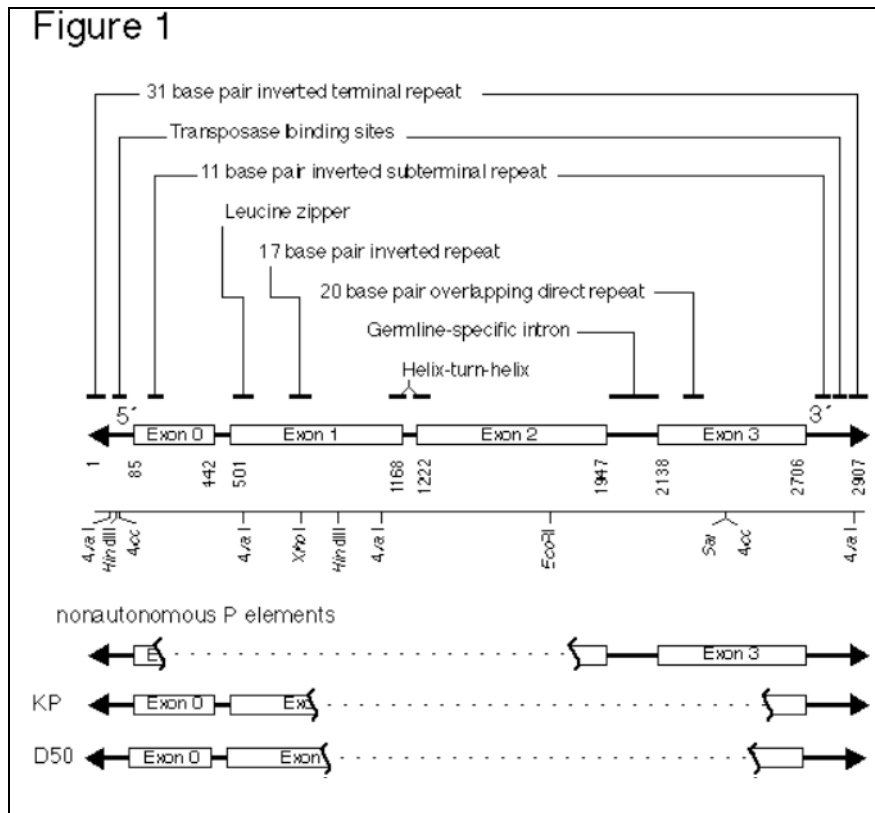 Figure 1
31 base pair inverted terminal repeat
Transposase binding sites
11 base pair inverted subterminal repeat
Leucine zipper
17 base pair inverted repeat
20 base pair overlapping direct repeat
Germline-specific intron
Helix-turn-helix
5´ 3´
Exon 0 Exon 1 Exon 2 Exon 3
1 85 442 501 1168 1222 1947 2138 2706 2907
Ava I HindIII Acc Ava I Xho I HindIII Ava I EcoRI Sal Acc Ava I
nonautonomous P elements
E Exon 3
KP Exon 0 Exo
D50 Exon 0 Exon